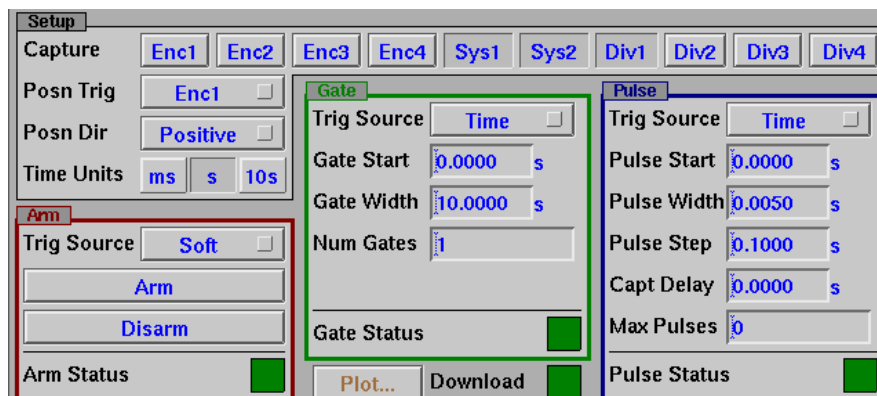 Setup
Capture Enc1 Enc2 Enc3 Enc4 Sys1 Sys2 Div1 Div2 Div3 Div4
Posn Trig Enc1
Posn Dir Positive
Time Units ms s 10s
Arm
Trig Source Soft
Arm
Disarm
Arm Status
Gate
Trig Source Time
Gate Start 0.0000 s
Gate Width 10.0000 s
Num Gates 1
Gate Status
Plot... Download
Pulse
Trig Source Time
Pulse Start 0.0000 s
Pulse Width 0.0050 s
Pulse Step 0.1000 s
Capt Delay 0.0000 s
Max Pulses 0
Pulse Status